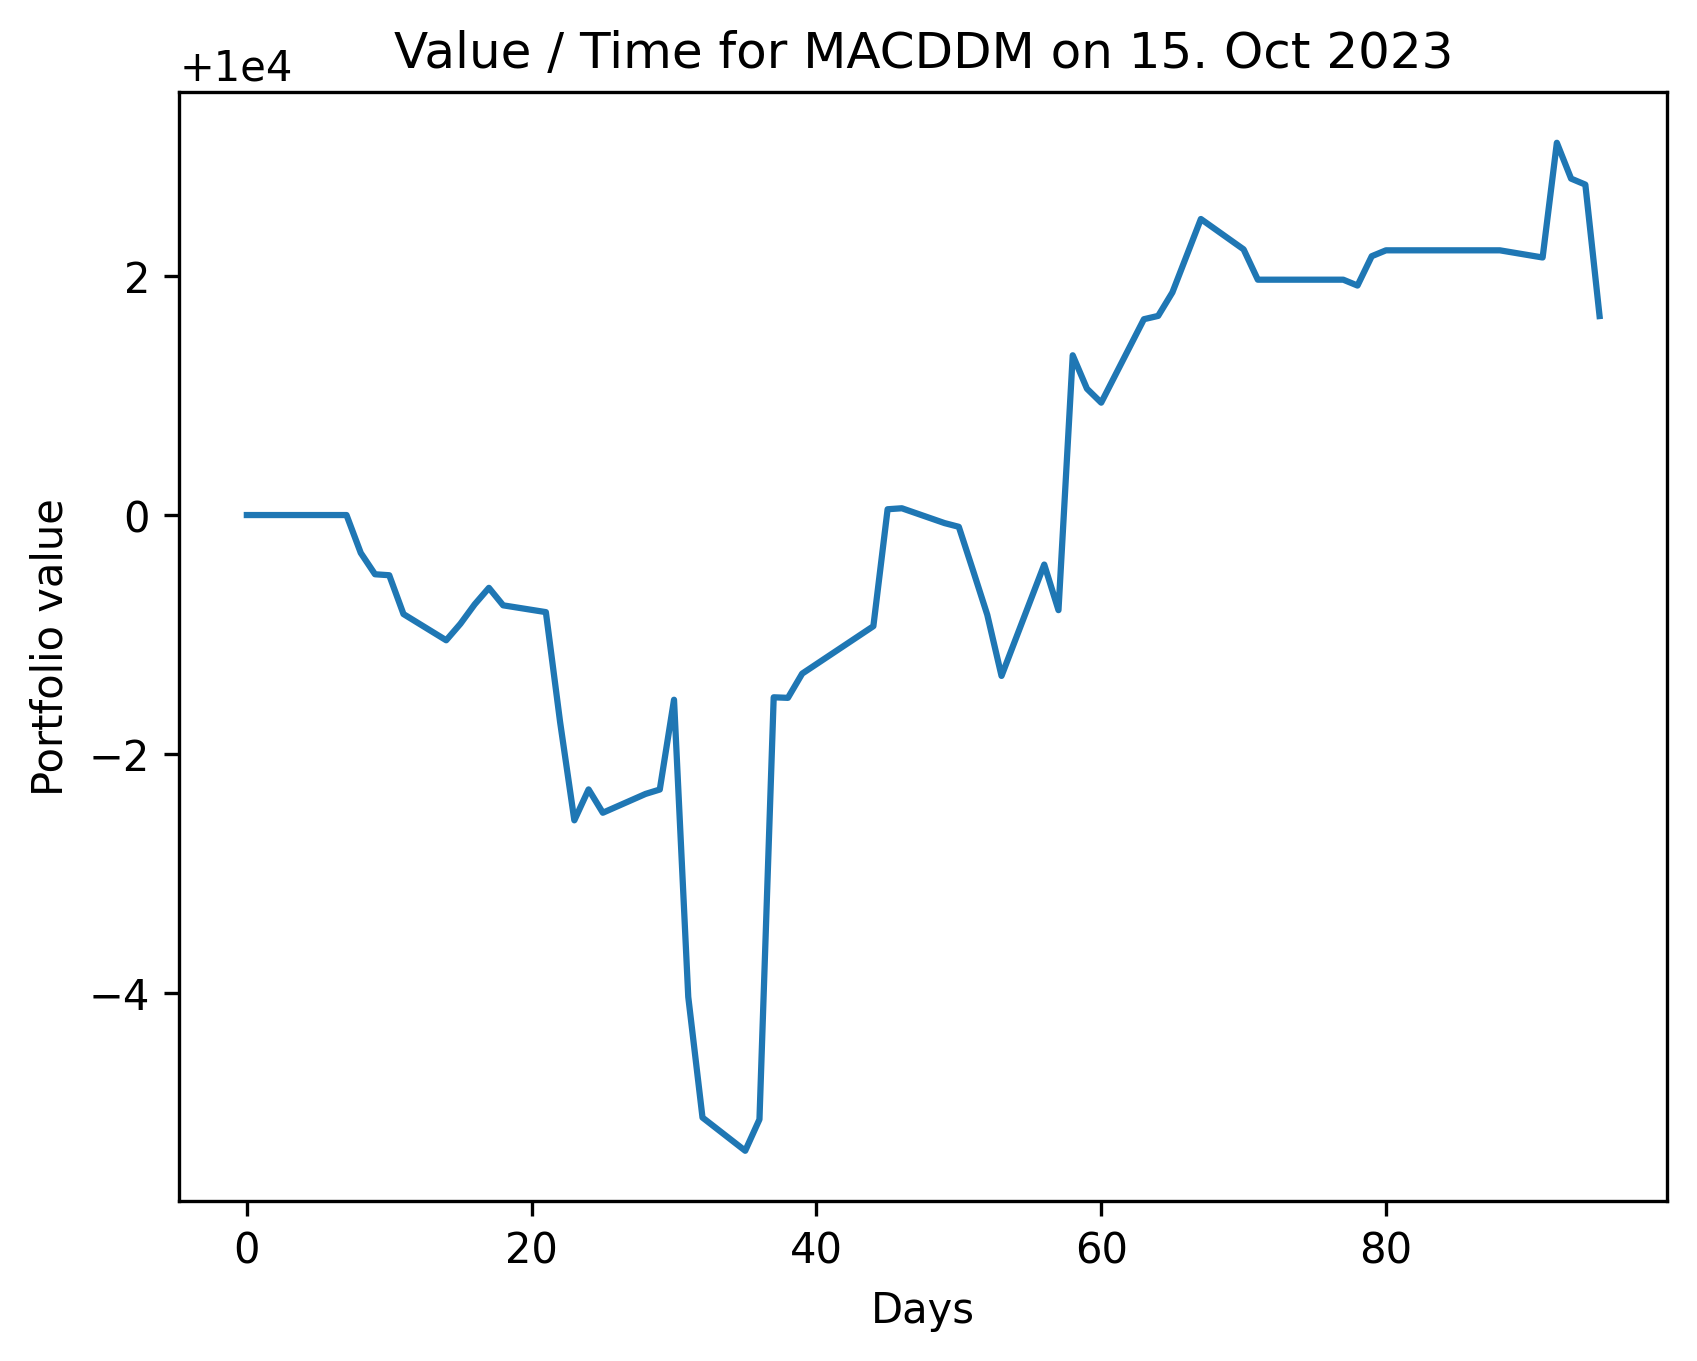 Value / Time for MACDDM on 15. Oct 2023
+1e4
2
0
−2
−4
Portfolio value
0 20 40 60 80
Days